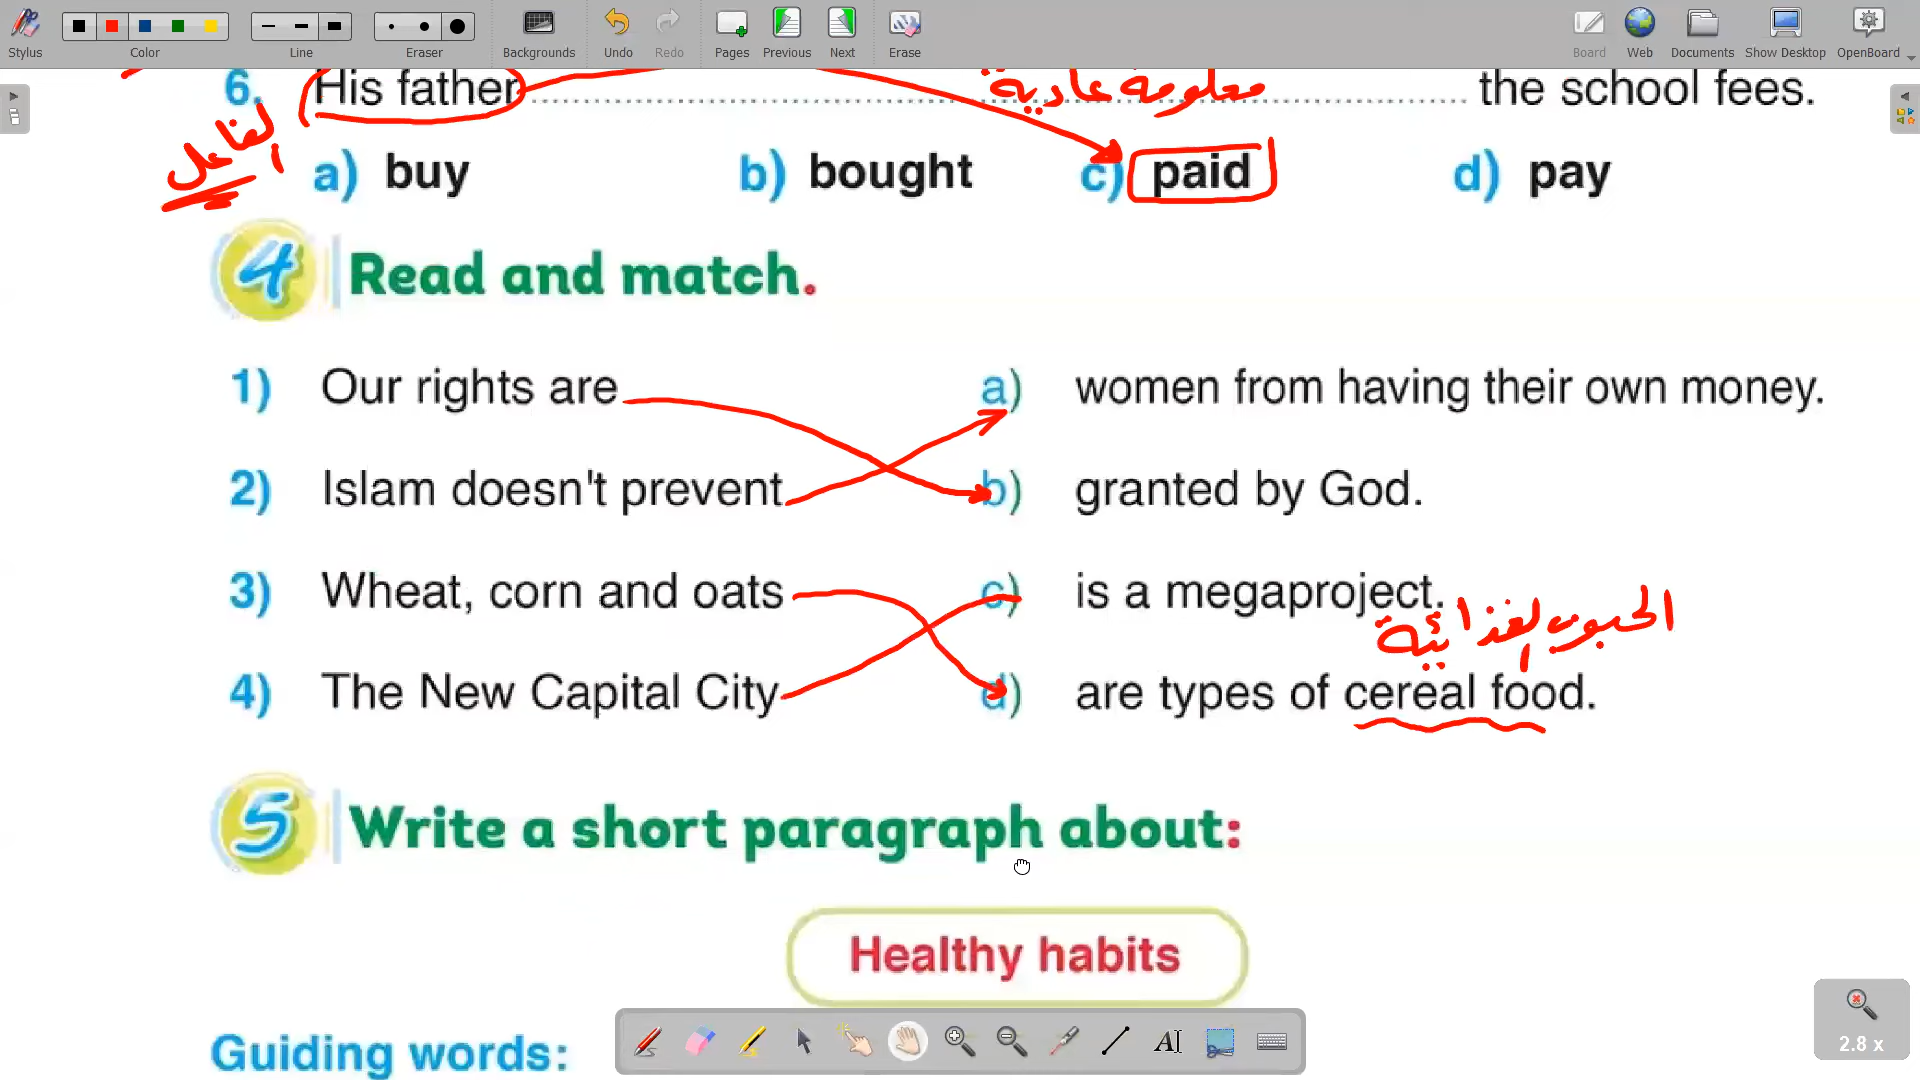 Stylus Color Line Eraser Backgrounds Undo Redo Pages Previous Next Erase Board Web Documents Show Desktop OpenBoard
6. His father ........ معلومه عادية the school fees.
الفاعل
a) buy b) bought c) paid d) pay
4 Read and match.
1) Our rights are a) women from having their own money.
2) Islam doesn't prevent b) granted by God.
3) Wheat, corn and oats c) is a megaproject.
الحبوب الغذائية
4) The New Capital City d) are types of cereal food.
5 Write a short paragraph about:
Healthy habits
Guiding words:
2.8 x